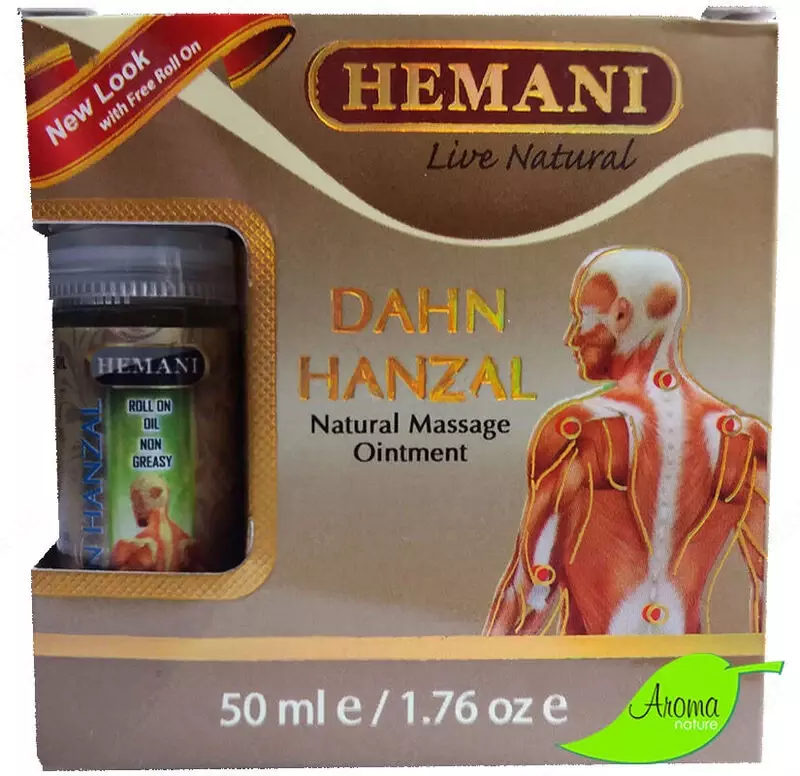 New Look
with Free Roll On
HEMANI
Live Natural
DAHN
HANZAL
Natural Massage
Ointment
HEMANI
ROLL ON
OIL
NON
GREASY
HANZAL
50 ml e / 1.76 oz e
Aroma
nature